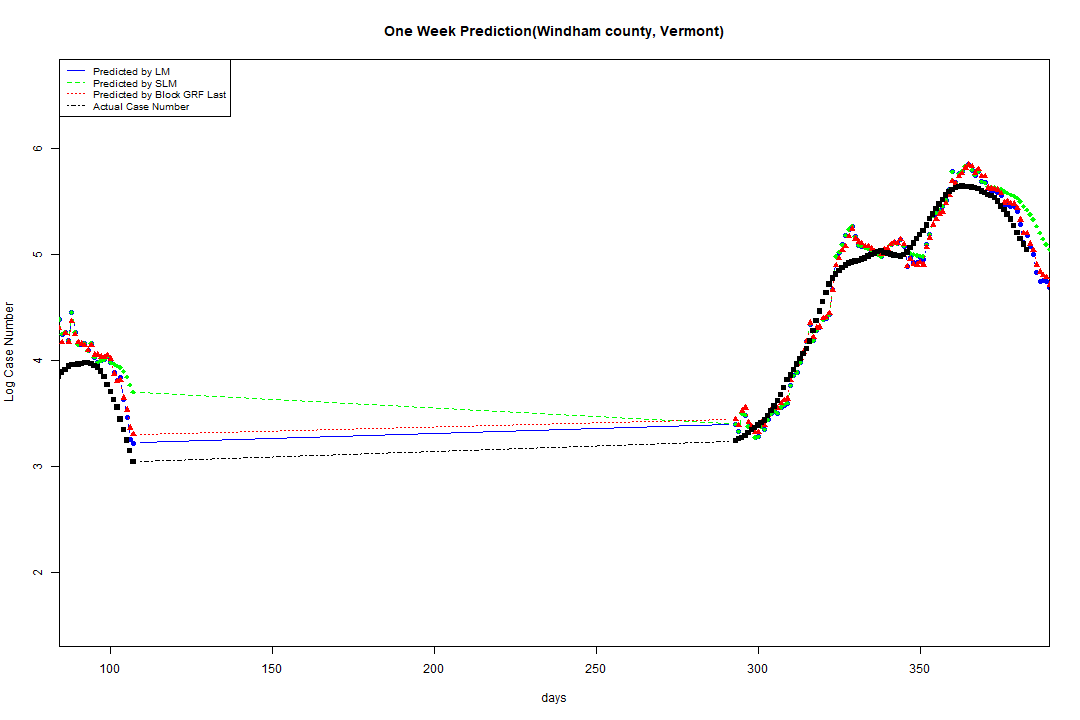 One Week Prediction(Windham county, Vermont)
Predicted by LM
Predicted by SLM
Predicted by Block GRF Last
Actual Case Number
6
5
4
3
2
Log Case Number
100 150 200 250 300 350
days